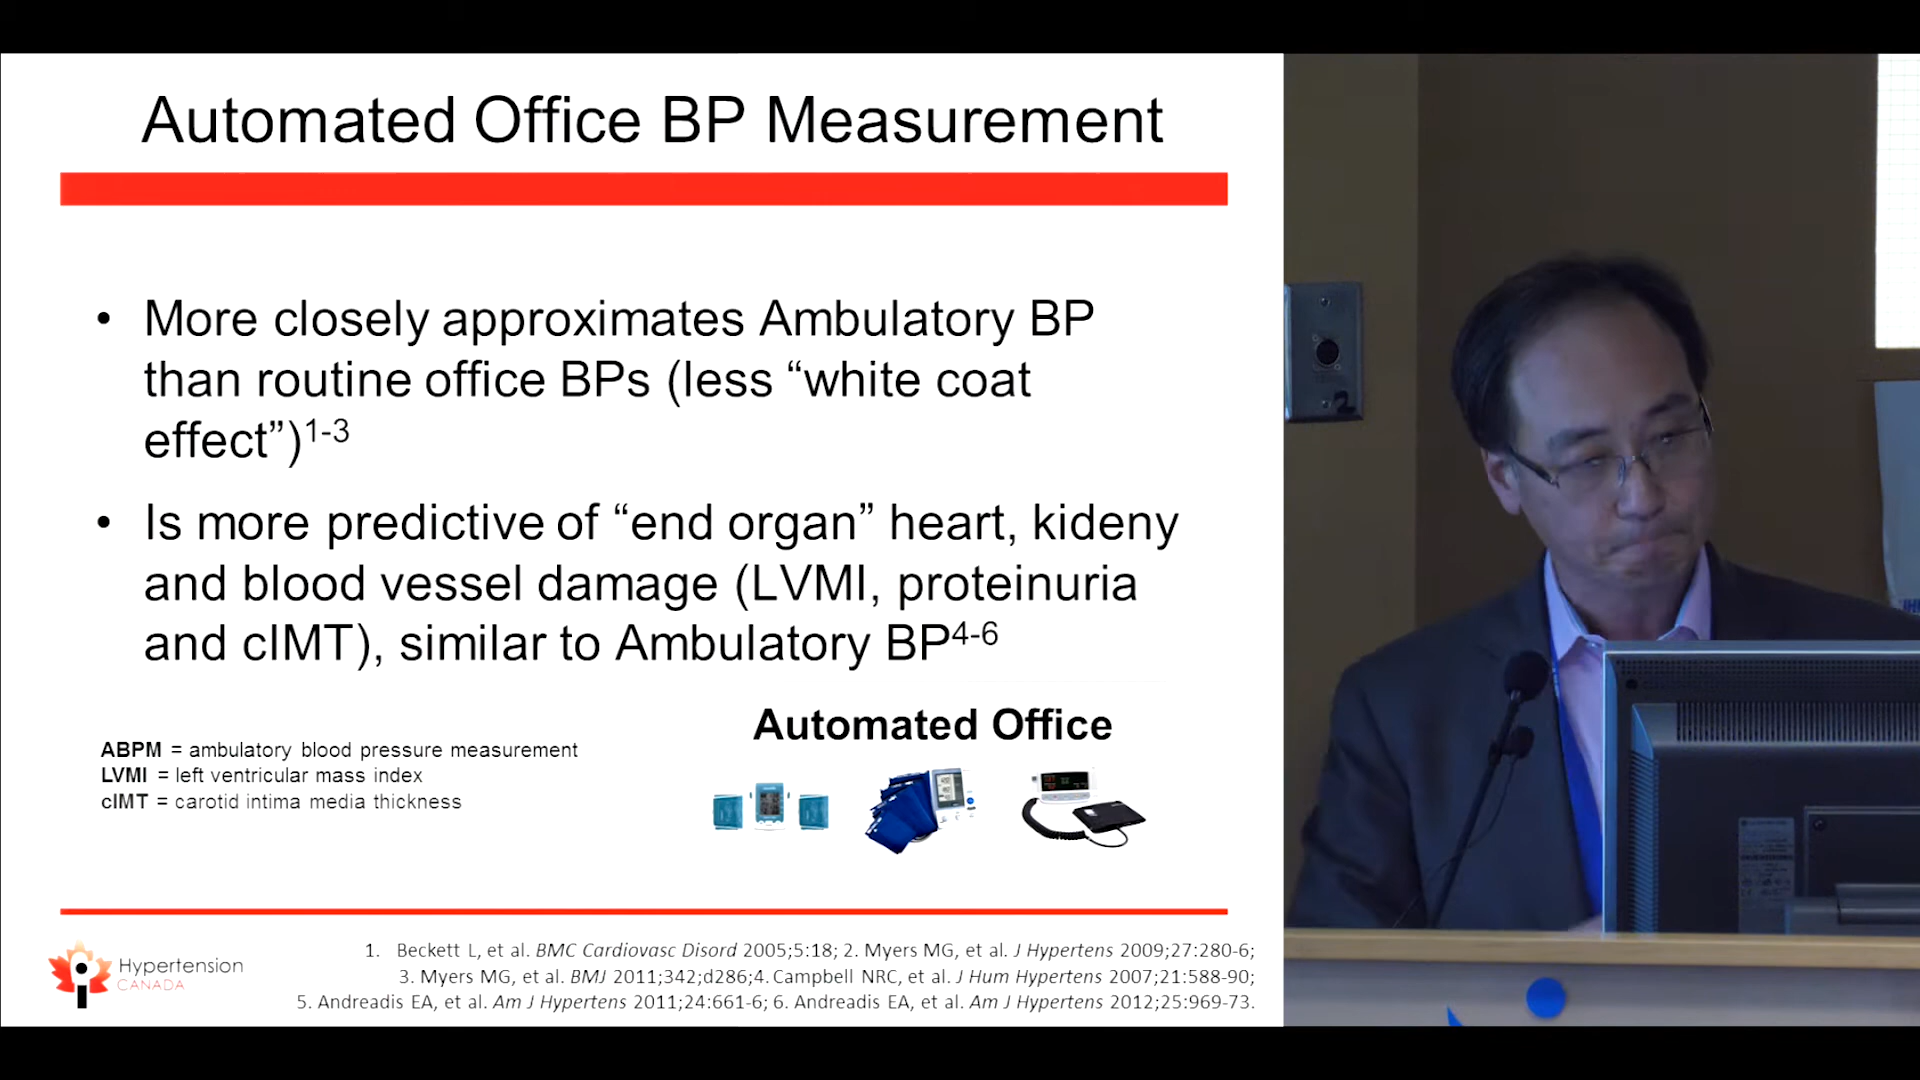 Automated Office BP Measurement
• More closely approximates Ambulatory BP
than routine office BPs (less “white coat
effect”)1-3
• Is more predictive of “end organ” heart, kideny
and blood vessel damage (LVMI, proteinuria
and cIMT), similar to Ambulatory BP4-6
Automated Office
ABPM = ambulatory blood pressure measurement
LVMI = left ventricular mass index
cIMT = carotid intima media thickness
Hypertension
CANADA
1. Beckett L, et al. BMC Cardiovasc Disord 2005;5:18; 2. Myers MG, et al. J Hypertens 2009;27:280-6;
3. Myers MG, et al. BMJ 2011;342;d286;4. Campbell NRC, et al. J Hum Hypertens 2007;21:588-90;
5. Andreadis EA, et al. Am J Hypertens 2011;24:661-6; 6. Andreadis EA, et al. Am J Hypertens 2012;25:969-73.
2